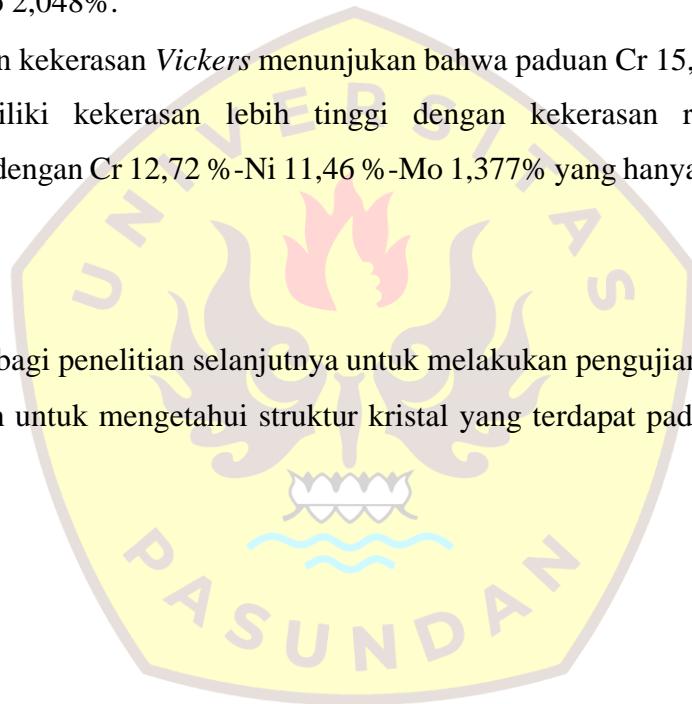 2,048%.
n kekerasan Vickers menunjukan bahwa paduan Cr 15,
iliki kekerasan lebih tinggi dengan kekerasan r
dengan Cr 12,72 %-Ni 11,46 %-Mo 1,377% yang hanya
bagi penelitian selanjutnya untuk melakukan pengujian
n untuk mengetahui struktur kristal yang terdapat pad
UNIVERSITAS
PASUNDAN